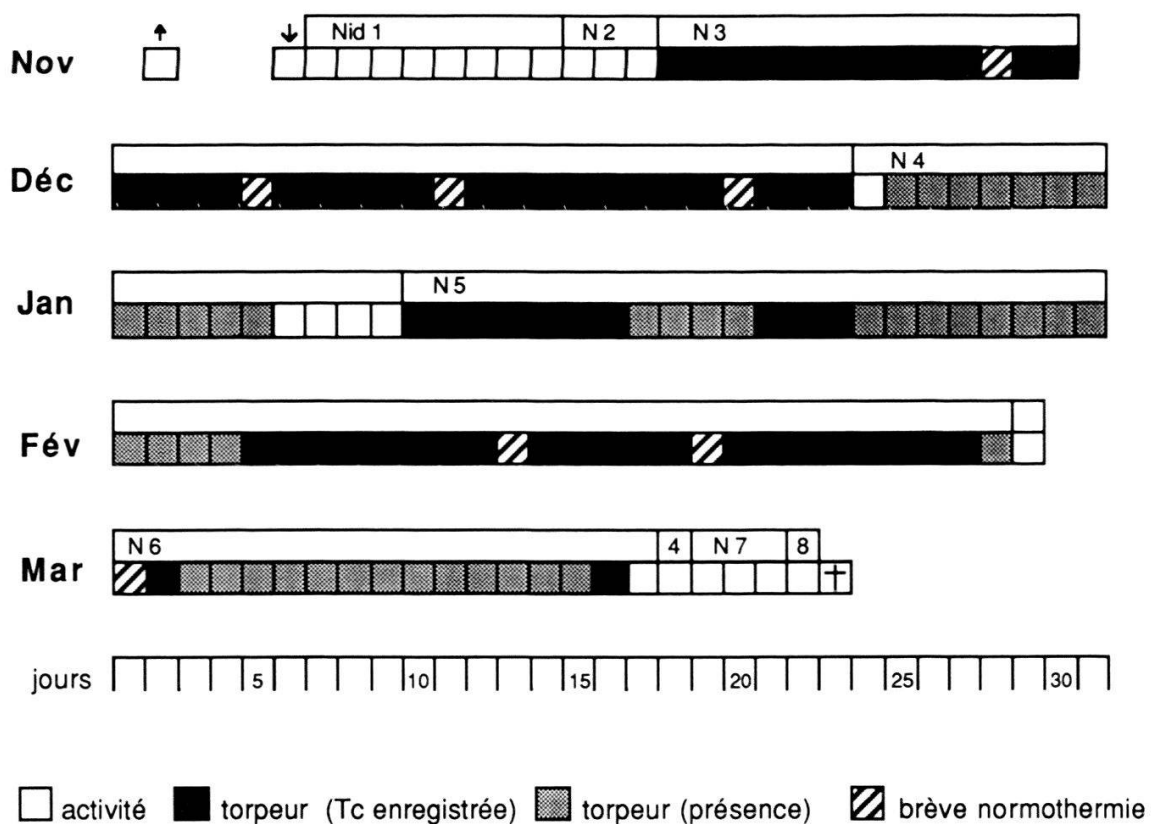 ↑ ↓ Nid 1 N 2 N 3
Nov
Déc N 4
Jan N 5
Fév
N 6 4 N 7 8
Mar †
jours 5 10 15 20 25 30
activité torpeur (Tc enregistrée) torpeur (présence) brève normothermie